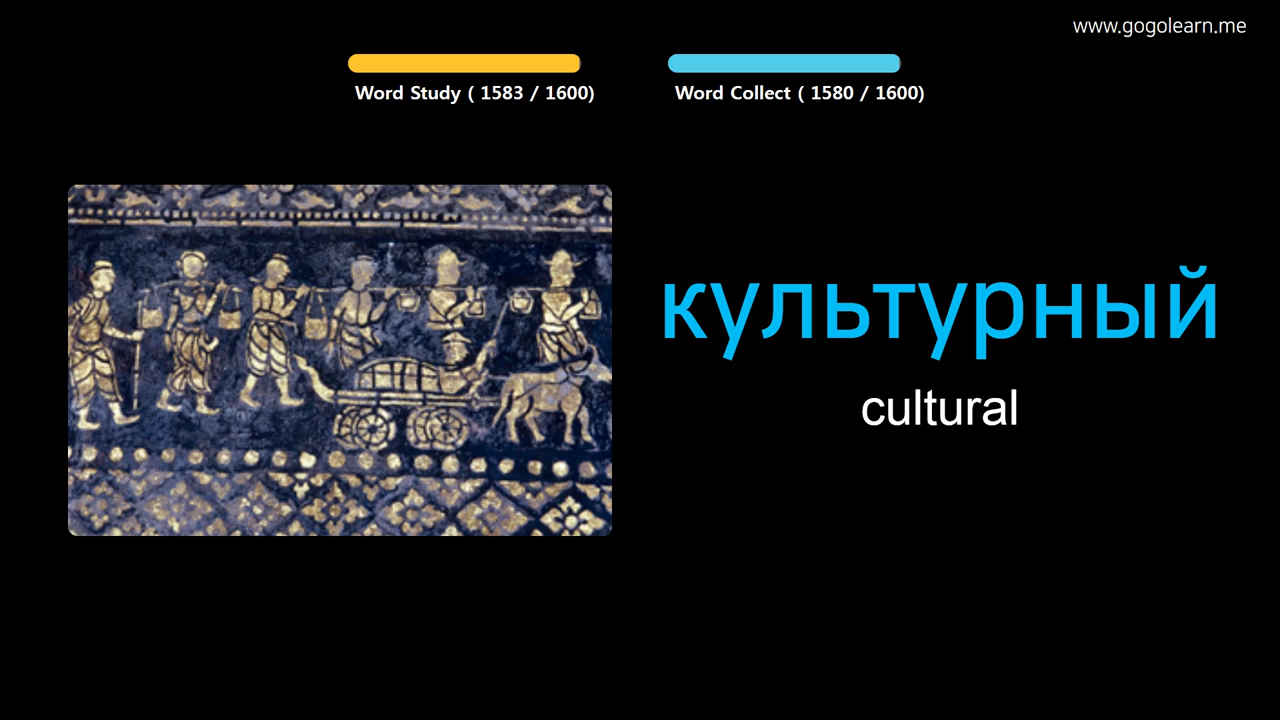 www.gogolearn.me
Word Study ( 1583 / 1600)
Word Collect ( 1580 / 1600)
культурный
cultural